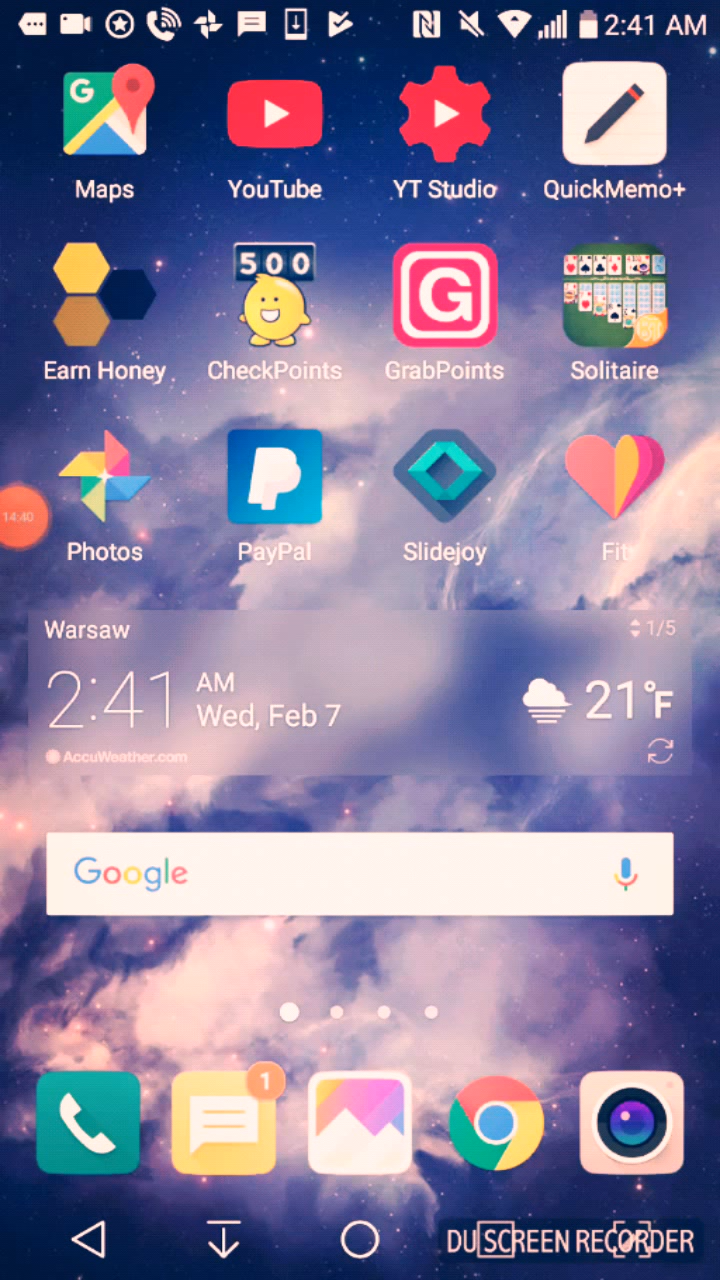 2:41 AM
G
Maps
YouTube
YT Studio
QuickMemo+
500
G
Earn Honey
CheckPoints
GrabPoints
Solitaire
14:40
Photos
PayPal
Slidejoy
Fit
Warsaw
1/5
2:41
AM
Wed, Feb 7
21°F
AccuWeather.com
Google
1
DU SCREEN RECORDER